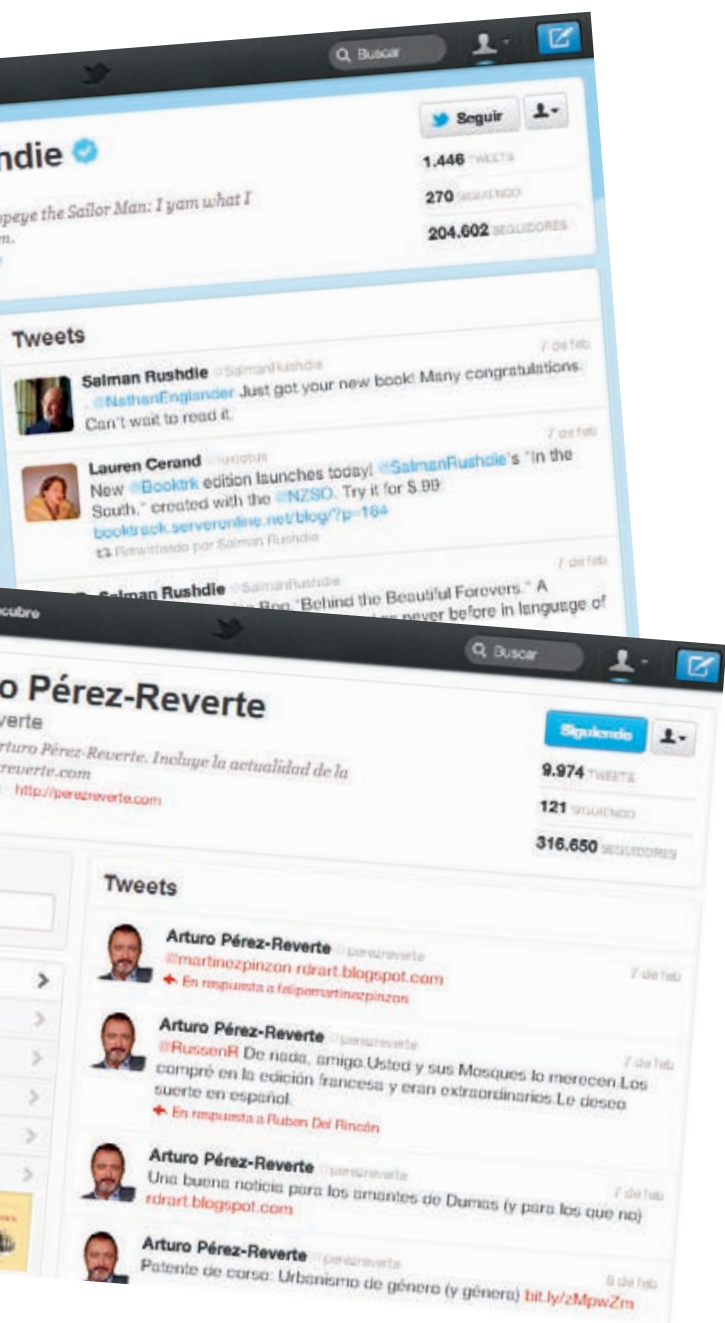 Buscar
hdie
Seguir
1.446 TWEETS
270 SIGUIENDO
204.602 SEGUIDORES
opeye the Sailor Man: I yam what I
m.
Tweets
Salman Rushdie @SalmanRushdie 7 de feb
. @NathanEnglander Just got your new book! Many congratulations.
Can't wait to read it.
Lauren Cerand @luxlotus 7 de feb
New @Booktrk edition launches today! @SalmanRushdie's "In the
South," created with the @NZSO. Try it for $.99:
booktrack.serveronline.net/blog/?p=164
Retwitteado por Salman Rushdie
Salman Rushdie @SalmanRushdie 7 de feb
Boo "Behind the Beautiful Forevers." A
never before in language of
cubre
Buscar
o Pérez-Reverte
verte
rturo Pérez-Reverte. Incluye la actualidad de la
reverte.com
http://perezreverte.com
Siguiendo
9.974 TWEETS
121 SIGUIENDO
316.650 SEGUIDORES
Tweets
Arturo Pérez-Reverte @perezreverte 7 de feb
@martinezpinzon rdrart.blogspot.com
En respuesta a felipemartinezpinzon
Arturo Pérez-Reverte @perezreverte 7 de feb
@RussenR De nada, amigo.Usted y sus Mosques lo merecen.Los
compré en la edición francesa y eran extraordinarios.Le deseo
suerte en español.
En respuesta a Ruben Del Rincón
Arturo Pérez-Reverte @perezreverte 7 de feb
Una buena noticia para los amantes de Dumas (y para los que no)
rdrart.blogspot.com
Arturo Pérez-Reverte @perezreverte 6 de feb
Patente de corso: Urbanismo de género (y génera) bit.ly/zMpwZm